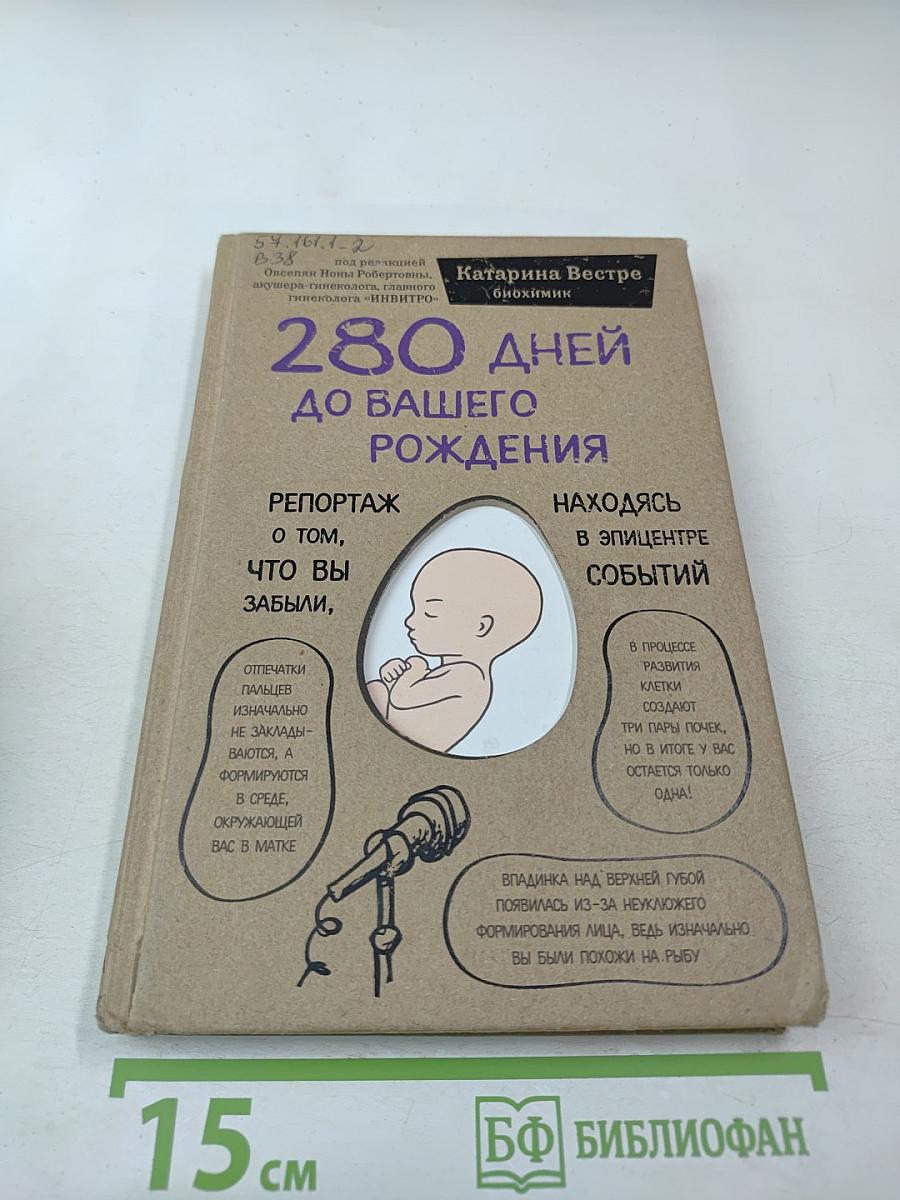 57.161.1-2
В38
под редакцией
Овсепян Ноны Робертовны,
акушера-гинеколога, главного
гинеколога «ИНВИТРО»
Катарина Вестре
биохимик
280 ДНЕЙ
ДО ВАШЕГО
РОЖДЕНИЯ
РЕПОРТАЖ
О ТОМ,
ЧТО ВЫ
ЗАБЫЛИ,
НАХОДЯСЬ
В ЭПИЦЕНТРЕ
СОБЫТИЙ
ОТПЕЧАТКИ
ПАЛЬЦЕВ
ИЗНАЧАЛЬНО
НЕ ЗАКЛАДЫ-
ВАЮТСЯ, А
ФОРМИРУЮТСЯ
В СРЕДЕ,
ОКРУЖАЮЩЕЙ
ВАС В МАТКЕ
В ПРОЦЕССЕ
РАЗВИТИЯ
КЛЕТКИ
СОЗДАЮТ
ТРИ ПАРЫ ПОЧЕК,
НО В ИТОГЕ У ВАС
ОСТАЕТСЯ ТОЛЬКО
ОДНА!
ВПАДИНКА НАД ВЕРХНЕЙ ГУБОЙ
ПОЯВИЛАСЬ ИЗ-ЗА НЕУКЛЮЖЕГО
ФОРМИРОВАНИЯ ЛИЦА, ВЕДЬ ИЗНАЧАЛЬНО
ВЫ БЫЛИ ПОХОЖИ НА РЫБУ
15 см
БФ БИБЛИОФАН